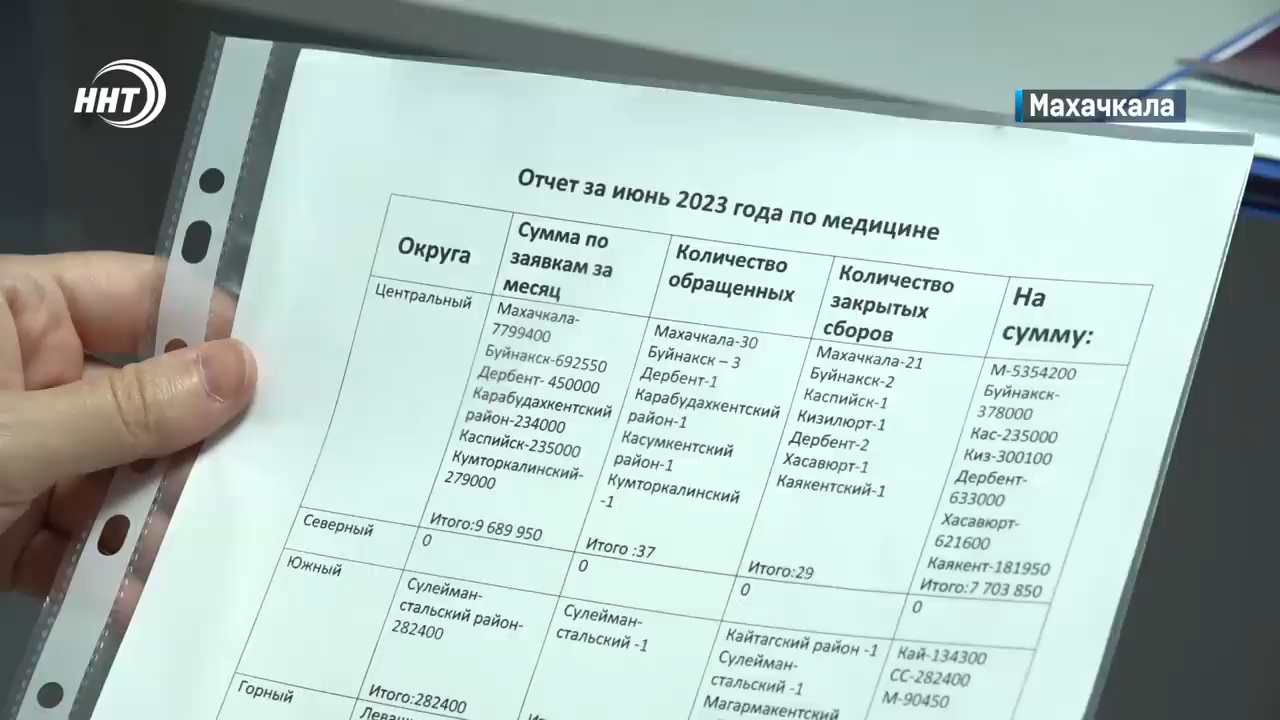 ННТ
Махачкала
Отчет за июнь 2023 года по медицине
Округа
Сумма по
заявкам за
месяц
Количество
обращенных
Количество
закрытых
сборов
На
сумму:
Центральный
Махачкала-
7799400
Буйнакск-692550
Дербент- 450000
Карабудахкентский
район-234000
Каспийск-235000
Кумторкалинский-
279000
Итого:9 689 950
Махачкала-30
Буйнакск – 3
Дербент-1
Карабудахкентский
район-1
Касумкентский
район-1
Кумторкалинский
-1
Итого :37
Махачкала-21
Буйнакск-2
Каспийск-1
Кизилюрт-1
Дербент-2
Хасавюрт-1
Каякентский-1
Итого:29
М-5354200
Буйнакск-
378000
Кас-235000
Киз-300100
Дербент-
633000
Хасавюрт-
621600
Каякент-181950
Итого:7 703 850
Северный
0
0
0
0
Южный
Сулейман-
стальский район-
282400
Итого:282400
Сулейман-
стальский -1
Кайтагский район -1
Сулейман-
стальский -1
Магармакентский
Кай-134300
СС-282400
М-90450
Горный